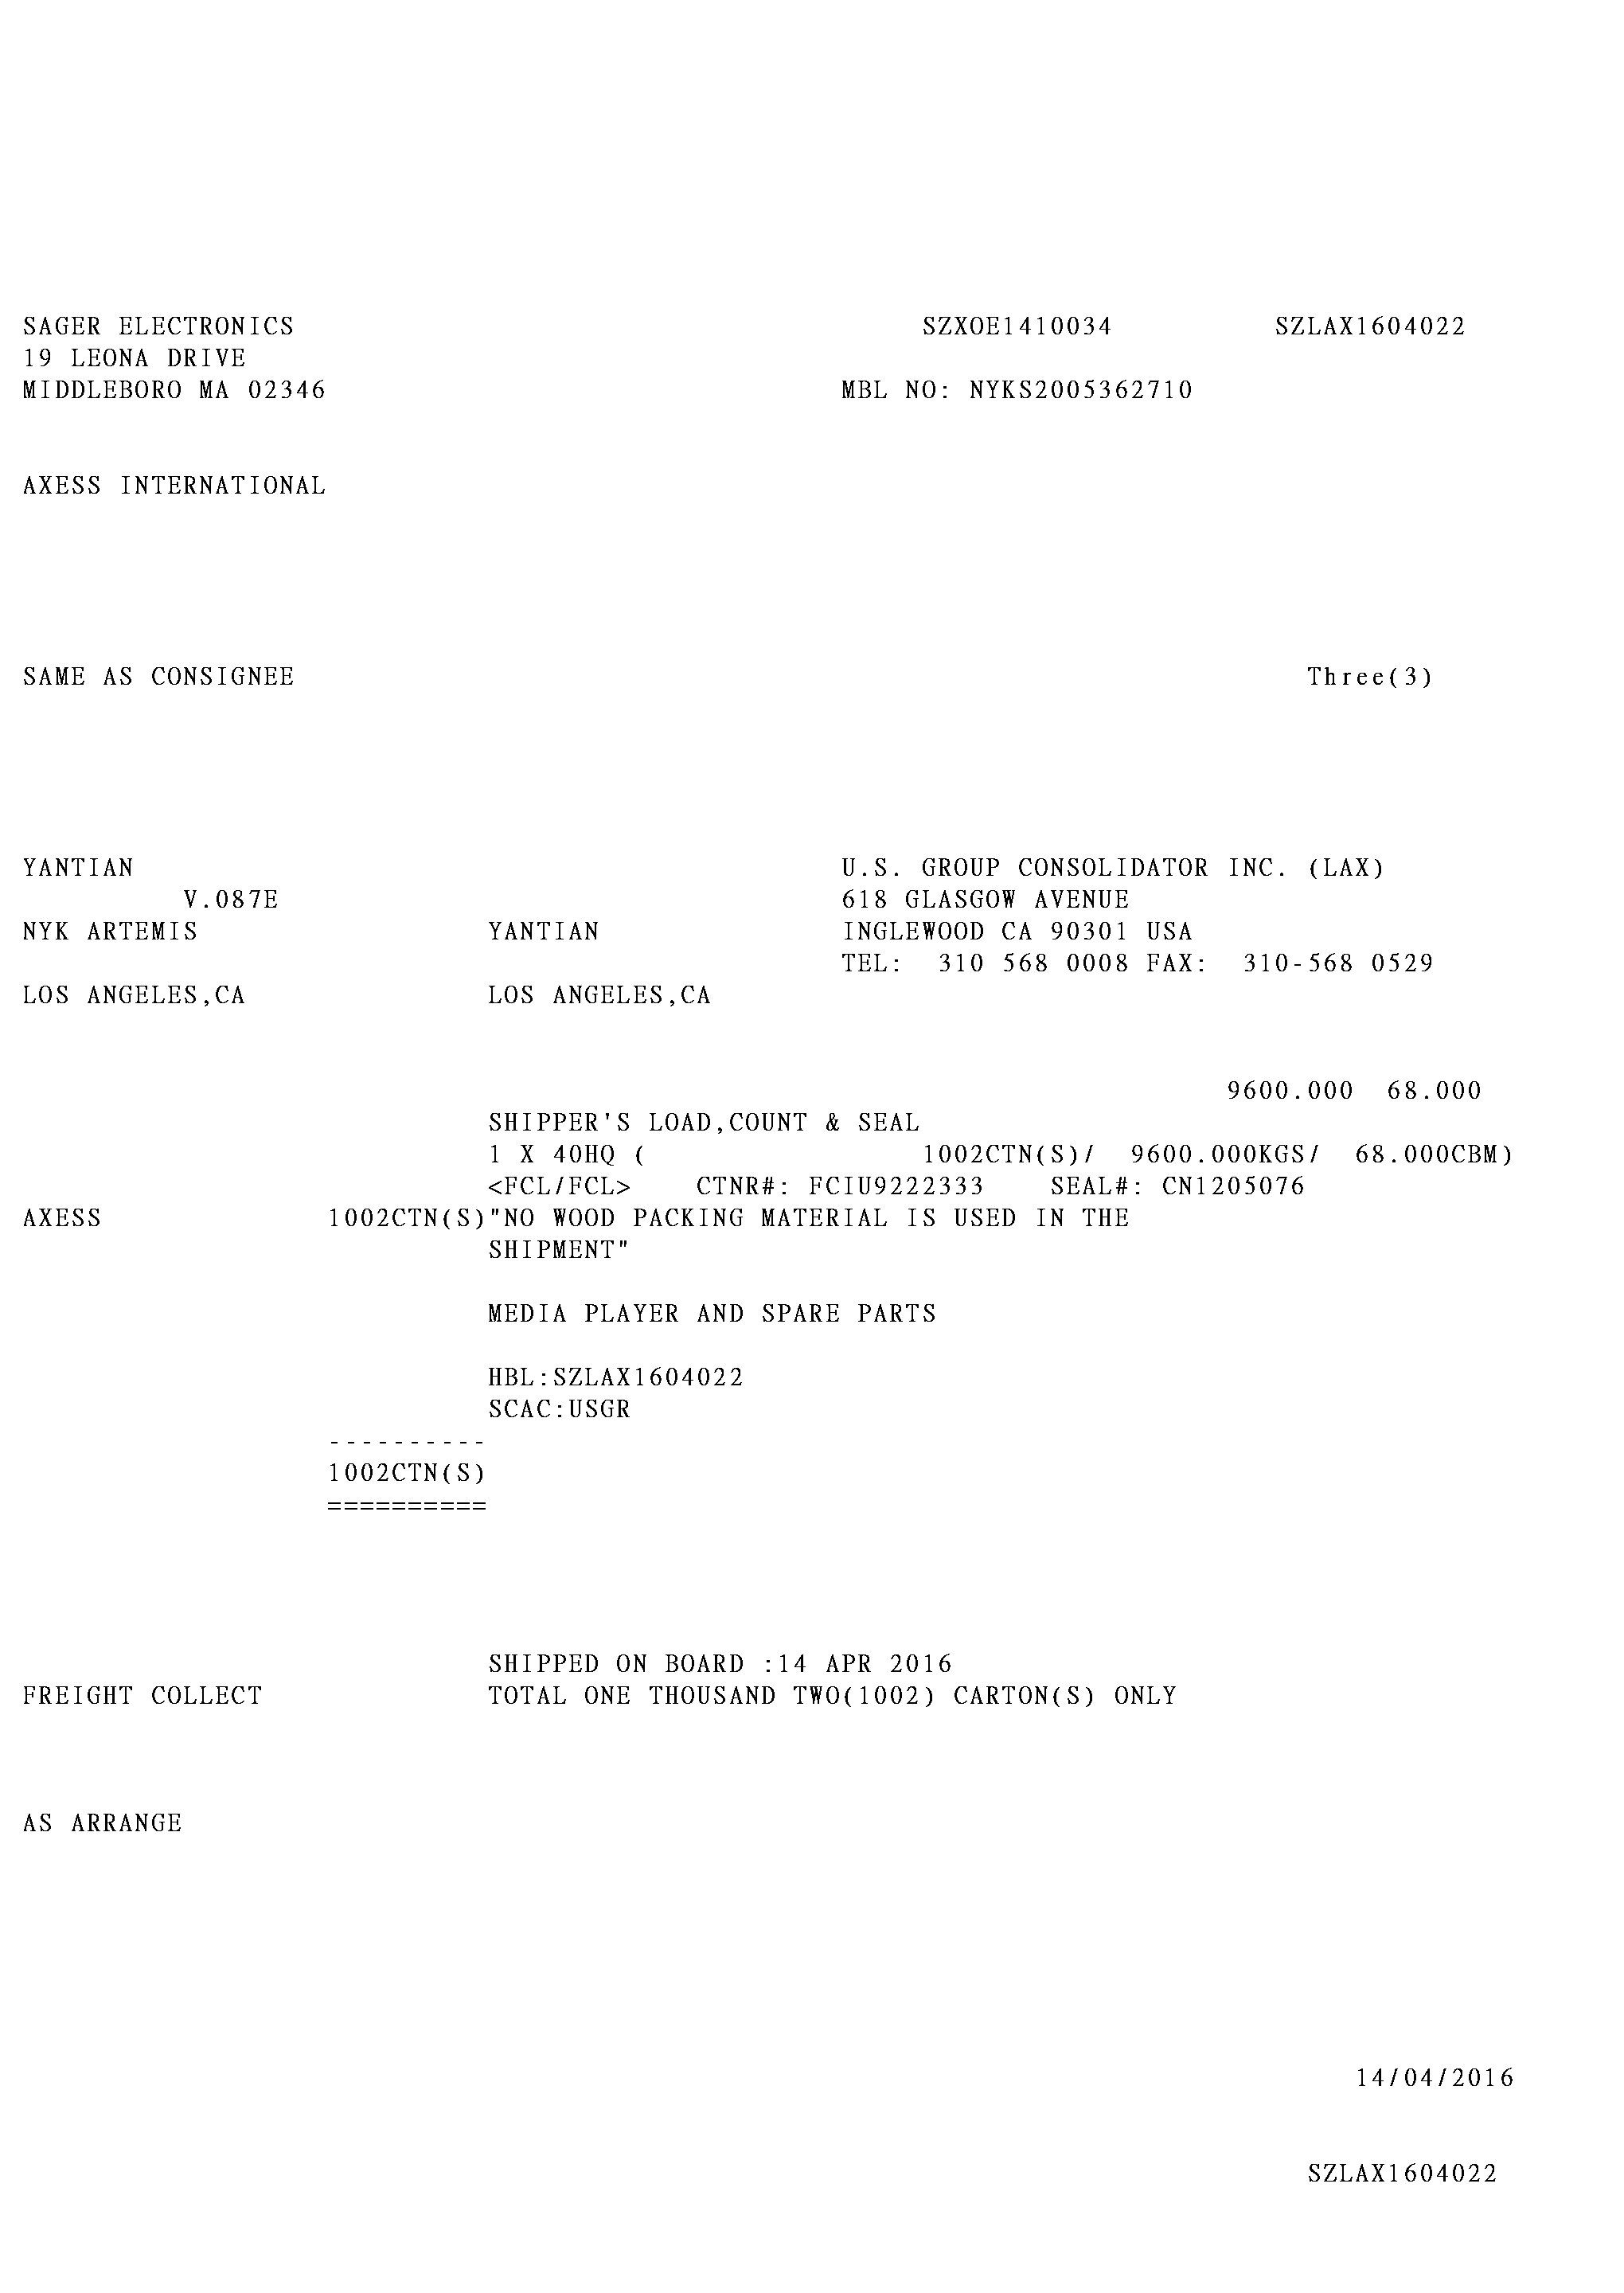 SAGER ELECTRONICS SZXOE1410034 SZLAX1604022
19 LEONA DRIVE
MIDDLEBORO MA 02346 MBL NO: NYKS2005362710
AXESS INTERNATIONAL
SAME AS CONSIGNEE Three(3)
YANTIAN U.S. GROUP CONSOLIDATOR INC. (LAX)
V.087E 618 GLASGOW AVENUE
NYK ARTEMIS YANTIAN INGLEWOOD CA 90301 USA
TEL: 310 568 0008 FAX: 310-568 0529
LOS ANGELES,CA LOS ANGELES,CA
9600.000 68.000
SHIPPER'S LOAD,COUNT & SEAL
1 X 40HQ ( 1002CTN(S)/ 9600.000KGS/ 68.000CBM)
<FCL/FCL> CTNR#: FCIU9222333 SEAL#: CN1205076
AXESS 1002CTN(S)"NO WOOD PACKING MATERIAL IS USED IN THE
SHIPMENT"
MEDIA PLAYER AND SPARE PARTS
HBL:SZLAX1604022
SCAC:USGR
----------
1002CTN(S)
==========
SHIPPED ON BOARD :14 APR 2016
FREIGHT COLLECT TOTAL ONE THOUSAND TWO(1002) CARTON(S) ONLY
AS ARRANGE
14/04/2016
SZLAX1604022